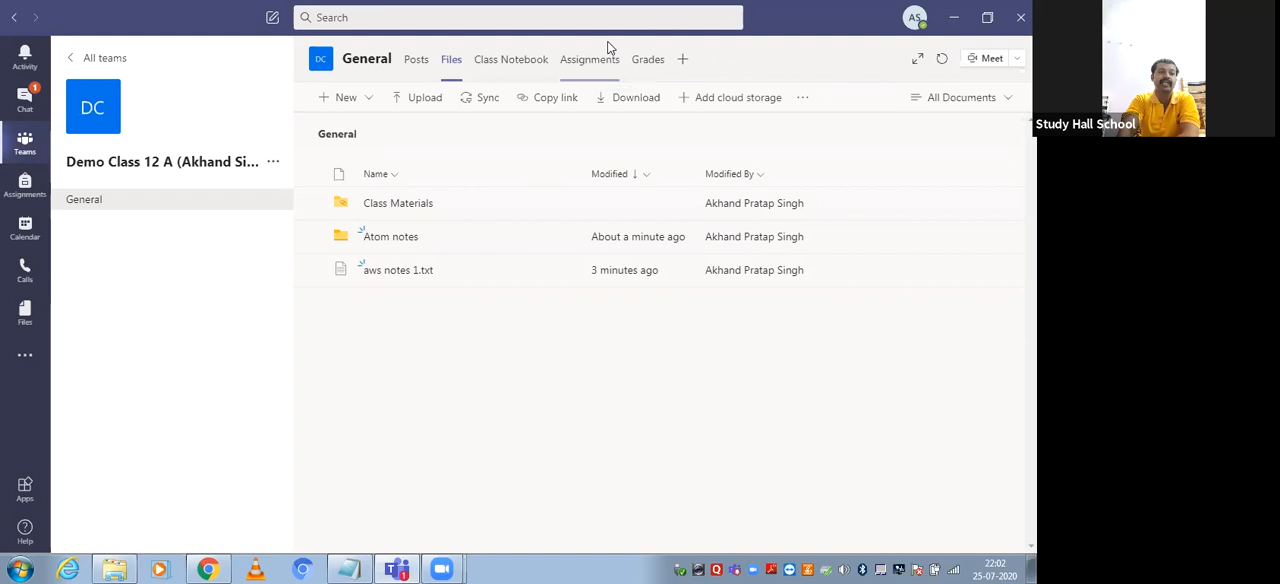 Search
AS
Activity
Chat
1
Teams
Assignments
Calendar
Calls
Files
Apps
Help
All teams
DC
Demo Class 12 A (Akhand Si...
General
DC General Posts Files Class Notebook Assignments Grades
Meet
New Upload Sync Copy link Download Add cloud storage All Documents
General
Name Modified Modified By
Class Materials Akhand Pratap Singh
Atom notes About a minute ago Akhand Pratap Singh
aws notes 1.txt 3 minutes ago Akhand Pratap Singh
Study Hall School
22:02
25-07-2020